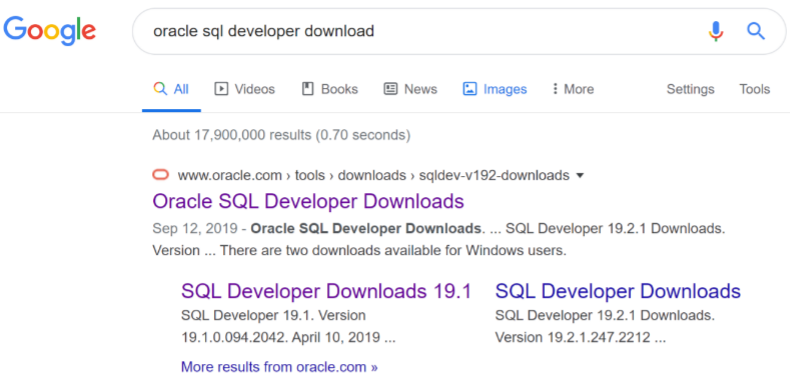 Google
oracle sql developer download
All Videos Books News Images More Settings Tools
About 17,900,000 results (0.70 seconds)
www.oracle.com › tools › downloads › sqldev-v192-downloads
Oracle SQL Developer Downloads
Sep 12, 2019 - Oracle SQL Developer Downloads. ... SQL Developer 19.2.1 Downloads.
Version ... There are two downloads available for Windows users.
SQL Developer Downloads 19.1
SQL Developer 19.1. Version
19.1.0.094.2042. April 10, 2019 ...
SQL Developer Downloads
SQL Developer 19.2.1 Downloads.
Version 19.2.1.247.2212 ...
More results from oracle.com »